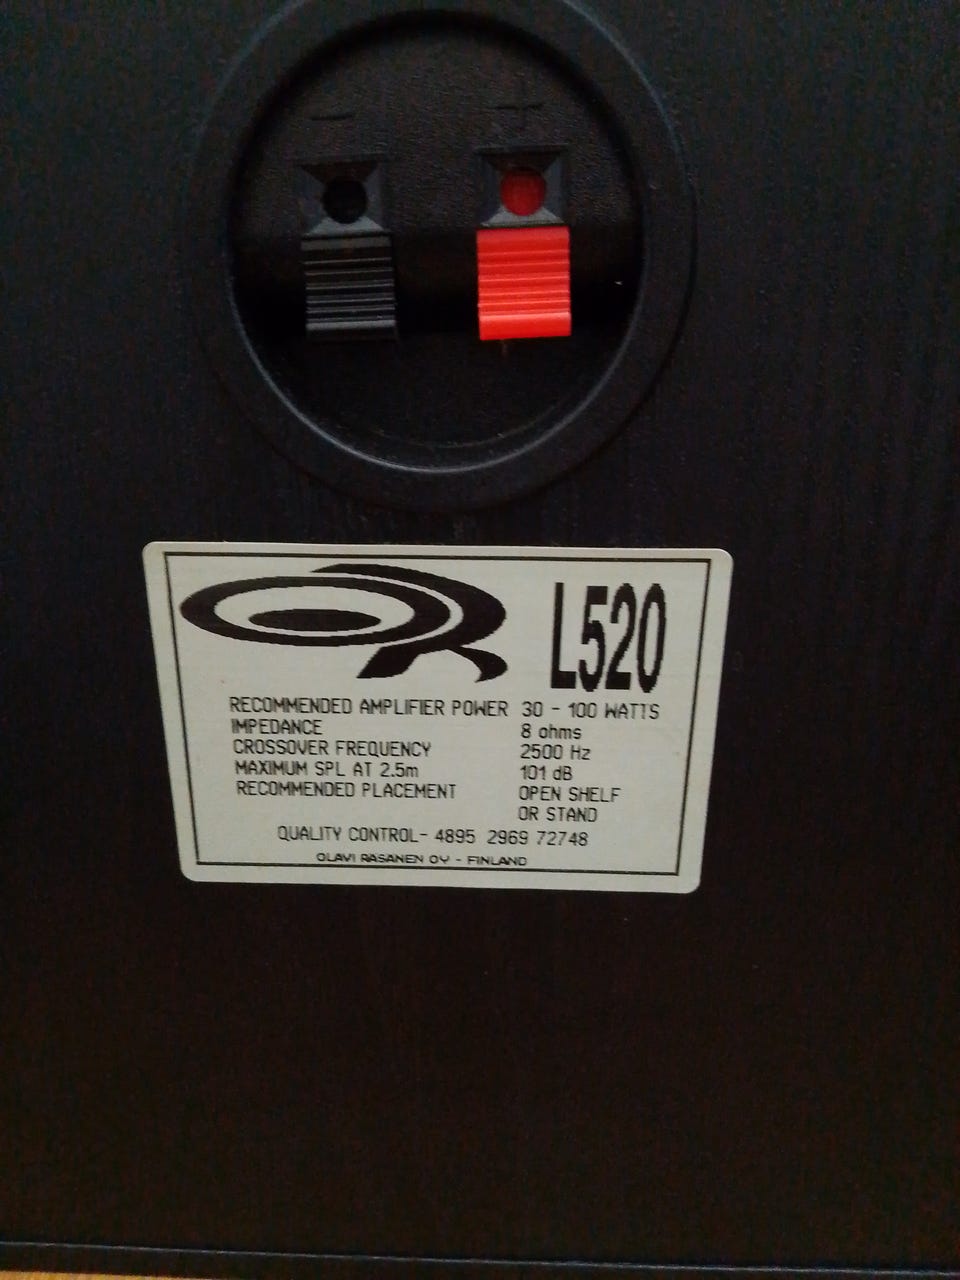 - +
OR L520
RECOMMENDED AMPLIFIER POWER 30 - 100 WATTS
IMPEDANCE 8 ohms
CROSSOVER FREQUENCY 2500 Hz
MAXIMUM SPL AT 2.5m 101 dB
RECOMMENDED PLACEMENT OPEN SHELF
OR STAND
QUALITY CONTROL- 4895 2969 72748
OLAVI RASANEN OY - FINLAND